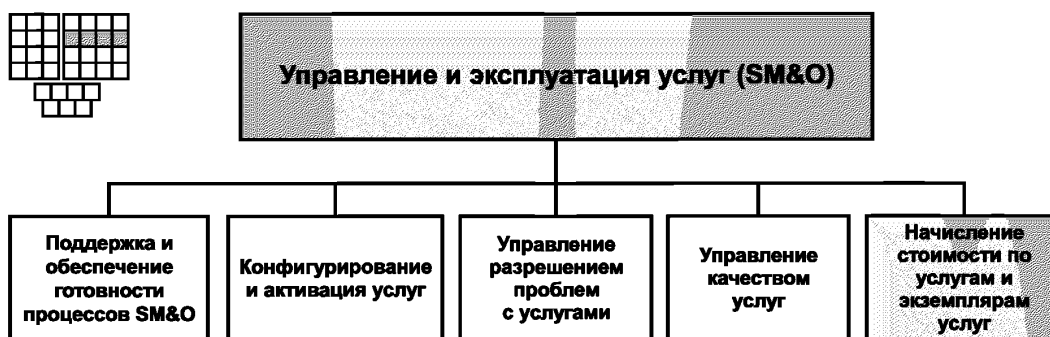 Управление и эксплуатация услуг (SM&O)
Поддержка и
обеспечение
готовности
процессов SM&O
Конфигурирование
и активация услуг
Управление
разрешением
проблем
с услугами
Управление
качеством
услуг
Начисление
стоимости по
услугам и
экземплярам
услуг